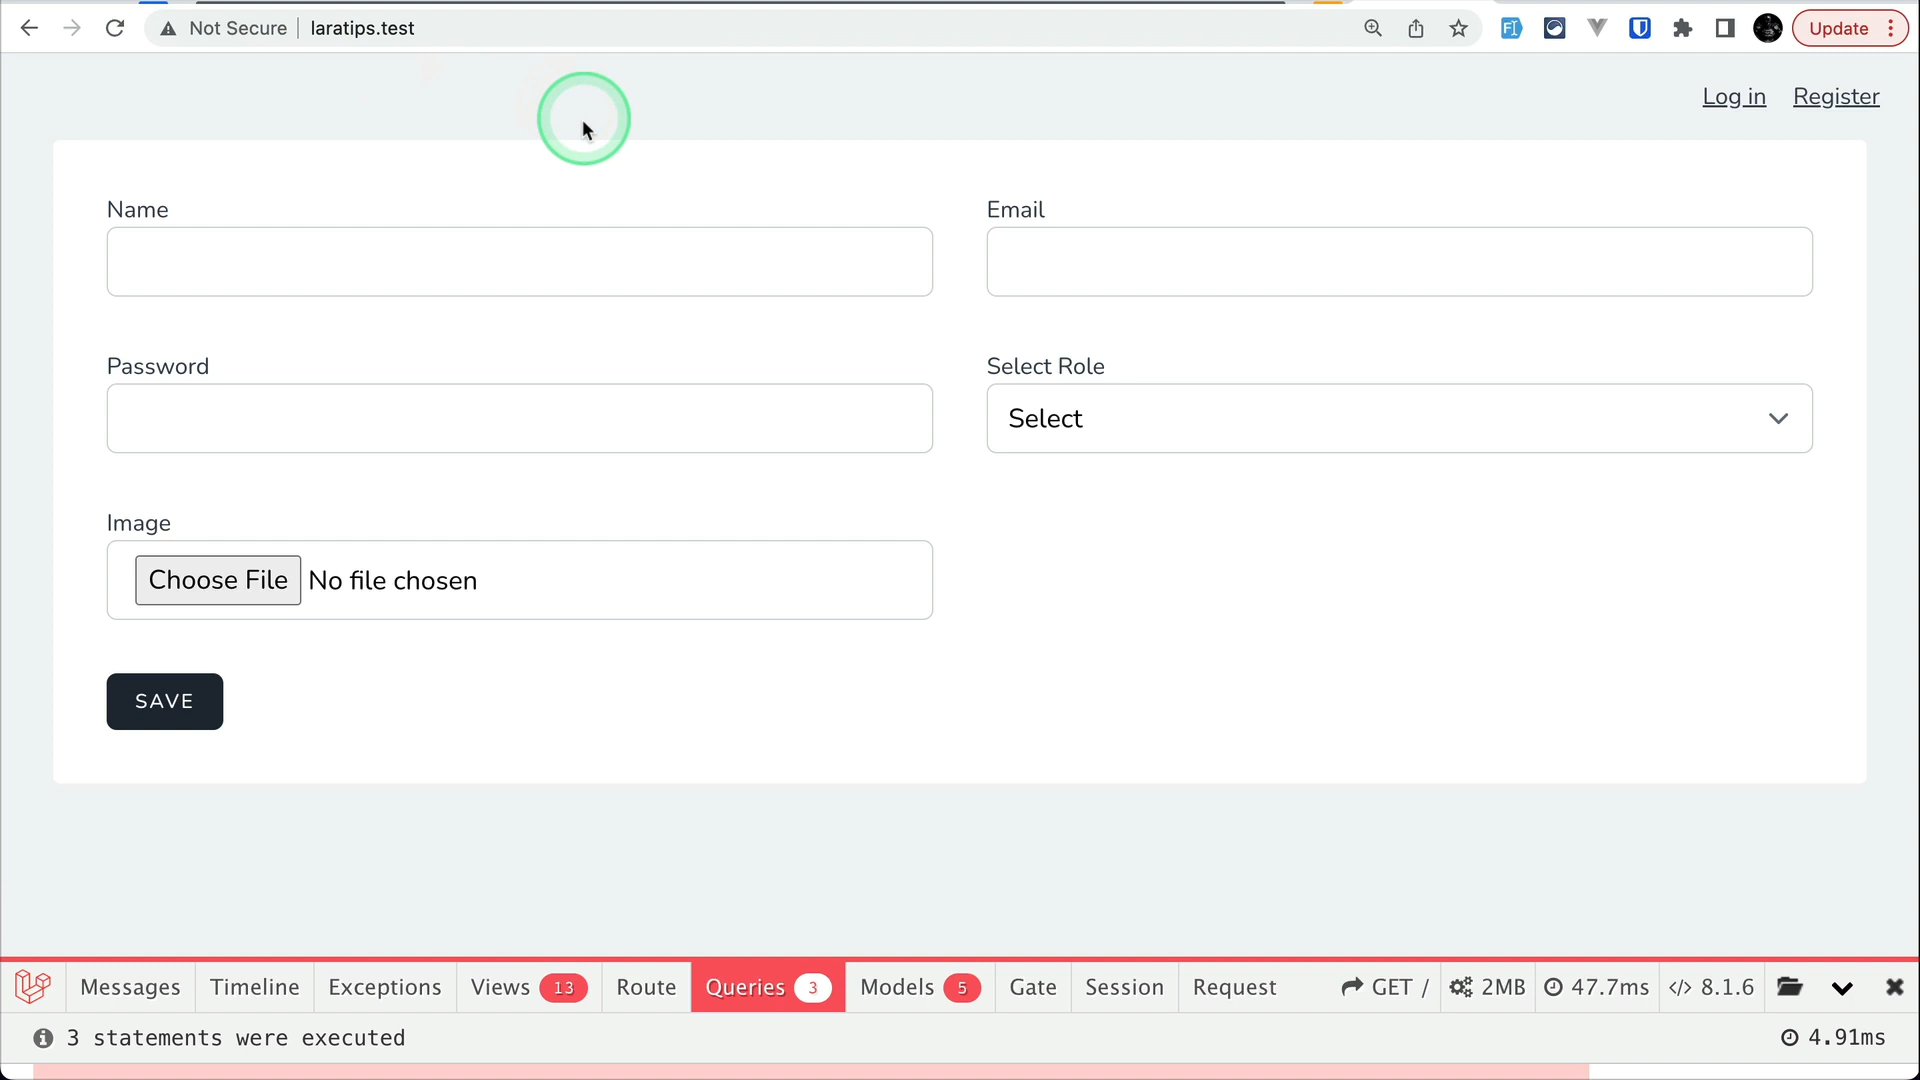 Not Secure laratips.test Update
Log in Register
Name Email
Password Select Role
Select
Image
Choose File No file chosen
SAVE
Messages Timeline Exceptions Views 13 Route Queries 3 Models 5 Gate Session Request GET / 2MB 47.7ms </> 8.1.6
3 statements were executed 4.91ms